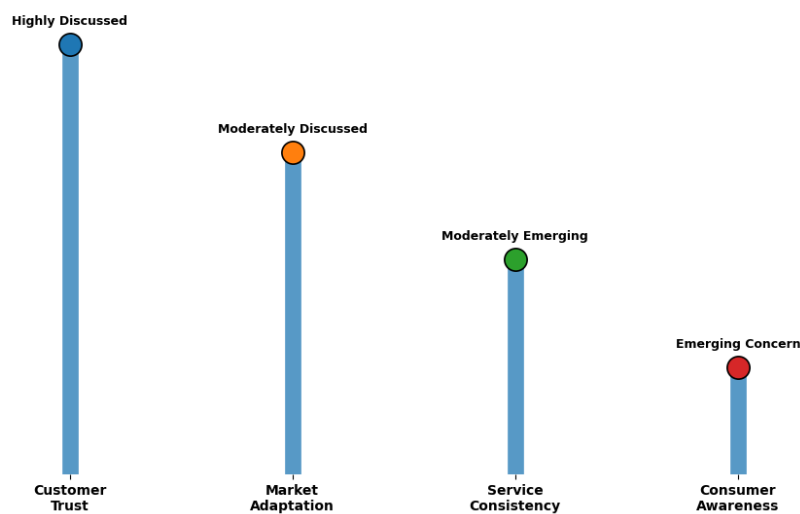 Highly Discussed
Moderately Discussed
Moderately Emerging
Emerging Concern
Customer
Trust
Market
Adaptation
Service
Consistency
Consumer
Awareness